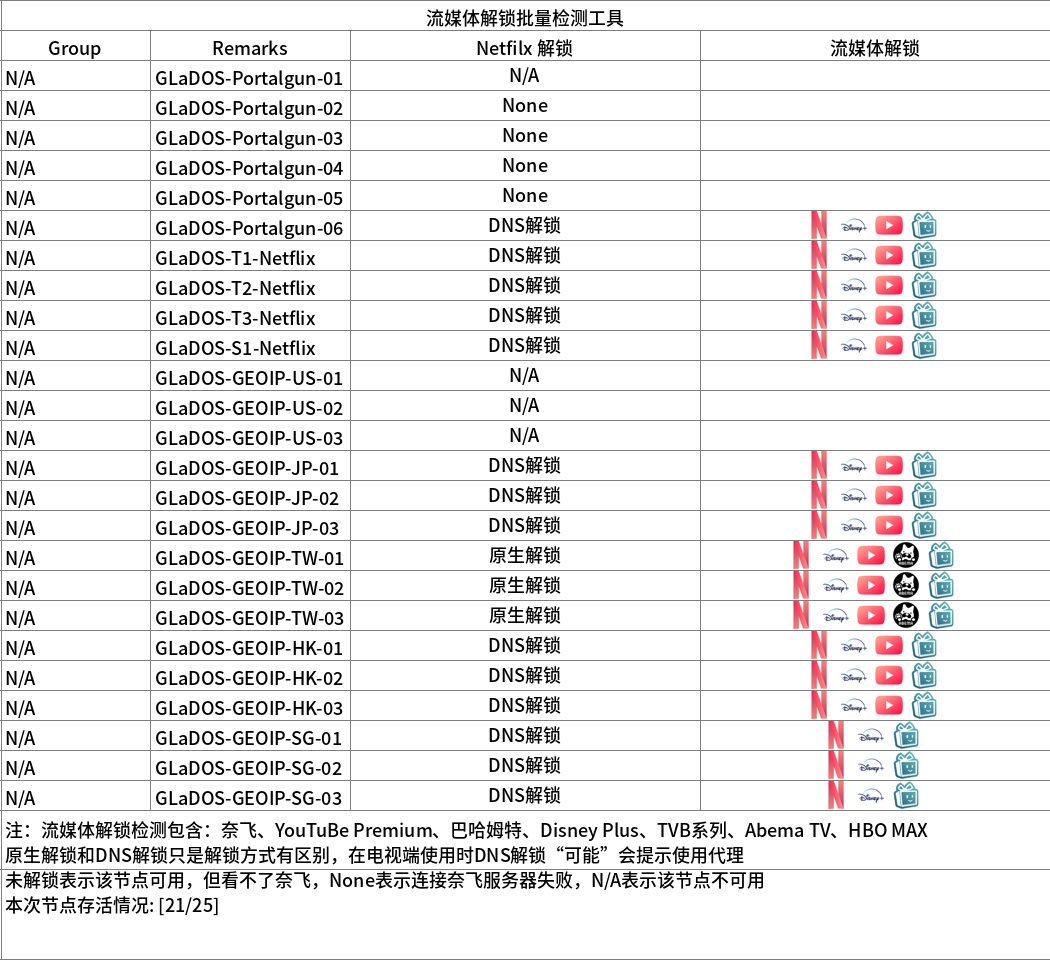 流媒体解锁批量检测工具
Group Remarks Netfilx 解锁 流媒体解锁
N/A GLaDOS-Portalgun-01 N/A
N/A GLaDOS-Portalgun-02 None
N/A GLaDOS-Portalgun-03 None
N/A GLaDOS-Portalgun-04 None
N/A GLaDOS-Portalgun-05 None
N/A GLaDOS-Portalgun-06 DNS解锁 N Disney+
N/A GLaDOS-T1-Netflix DNS解锁 N Disney+
N/A GLaDOS-T2-Netflix DNS解锁 N Disney+
N/A GLaDOS-T3-Netflix DNS解锁 N Disney+
N/A GLaDOS-S1-Netflix DNS解锁 N Disney+
N/A GLaDOS-GEOIP-US-01 N/A
N/A GLaDOS-GEOIP-US-02 N/A
N/A GLaDOS-GEOIP-US-03 N/A
N/A GLaDOS-GEOIP-JP-01 DNS解锁 N Disney+
N/A GLaDOS-GEOIP-JP-02 DNS解锁 N Disney+
N/A GLaDOS-GEOIP-JP-03 DNS解锁 N Disney+
N/A GLaDOS-GEOIP-TW-01 原生解锁 N Disney+ ABEMA
N/A GLaDOS-GEOIP-TW-02 原生解锁 N Disney+ ABEMA
N/A GLaDOS-GEOIP-TW-03 原生解锁 N Disney+ ABEMA
N/A GLaDOS-GEOIP-HK-01 DNS解锁 N Disney+
N/A GLaDOS-GEOIP-HK-02 DNS解锁 N Disney+
N/A GLaDOS-GEOIP-HK-03 DNS解锁 N Disney+
N/A GLaDOS-GEOIP-SG-01 DNS解锁 N Disney+
N/A GLaDOS-GEOIP-SG-02 DNS解锁 N Disney+
N/A GLaDOS-GEOIP-SG-03 DNS解锁 N Disney+
注：流媒体解锁检测包含：奈飞、YouTuBe Premium、巴哈姆特、Disney Plus、TVB系列、Abema TV、HBO MAX
原生解锁和DNS解锁只是解锁方式有区别，在电视端使用时DNS解锁“可能”会提示使用代理
未解锁表示该节点可用，但看不了奈飞，None表示连接奈飞服务器失败，N/A表示该节点不可用
本次节点存活情况: [21/25]